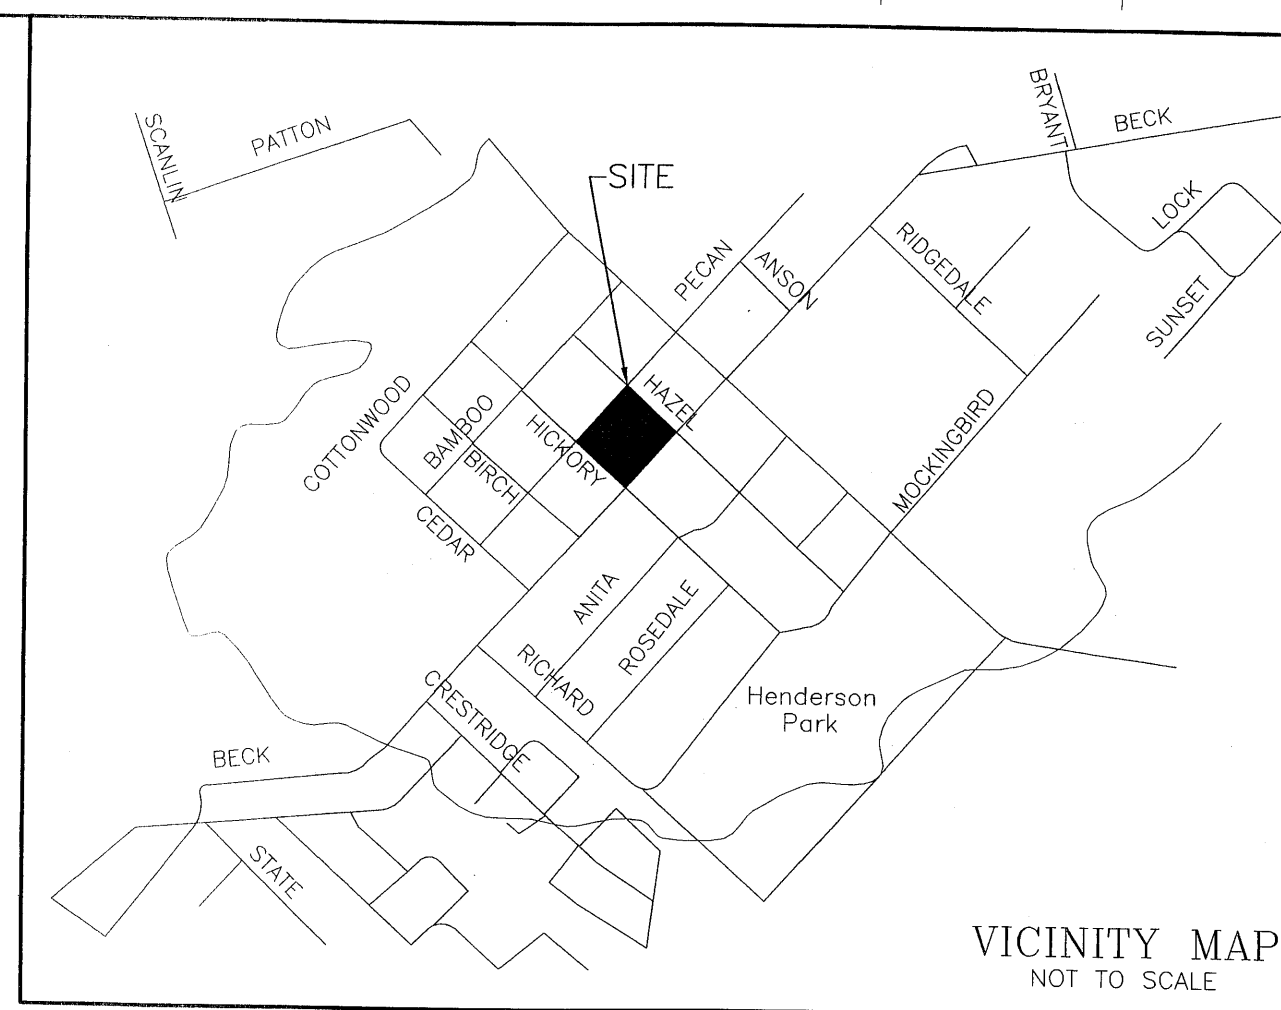 BRYANT
BECK
SCANLIN
PATTON
SITE
LOCK
PECAN
ANSON
RIDGEDALE
SUNSET
HAZEL
COTTONWOOD
BAMBOO
HICKORY
MOCKINGBIRD
BIRCH
CEDAR
ANITA
ROSEDALE
RICHARD
CRESTRIDGE
Henderson
Park
BECK
STATE
VICINITY MAP
NOT TO SCALE